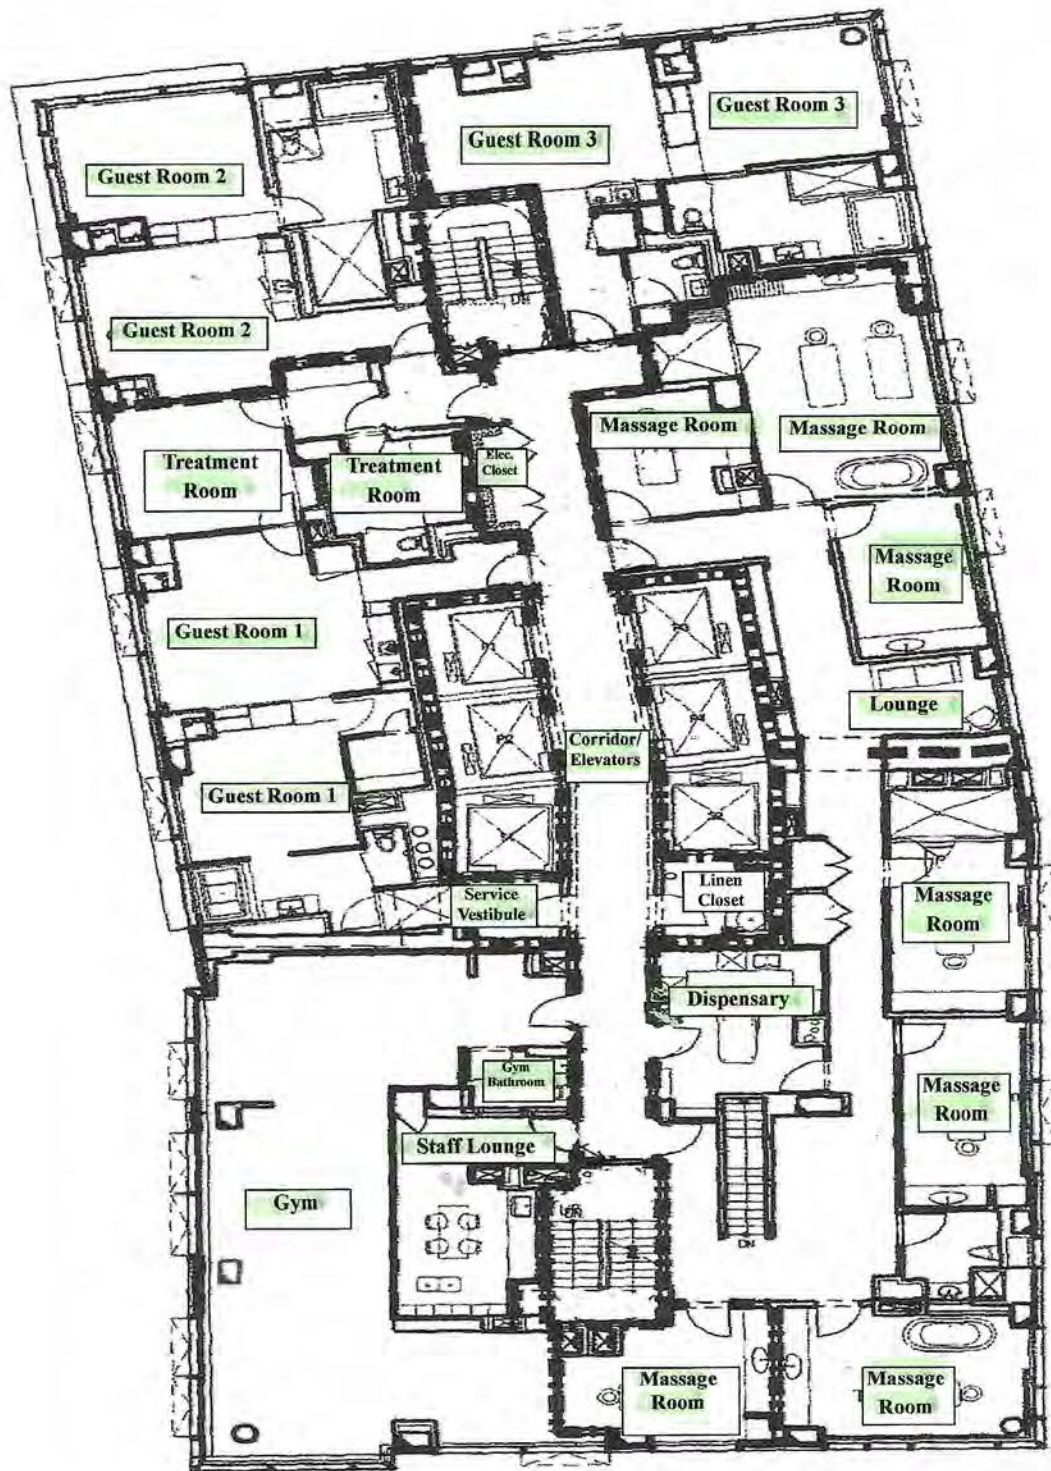 Guest Room 3
Guest Room 3
Guest Room 2
Guest Room 2
DN
Massage Room
Massage Room
Treatment
Room
Treatment
Room
Elec.
Closet
Massage
Room
Guest Room 1
Lounge
Corridor/
Elevators
Guest Room 1
Service
Vestibule
Linen
Closet
Massage
Room
Dispensary
Gym
Bathroom
Massage
Room
Staff Lounge
Gym
DN
DN
Massage
Room
Massage
Room